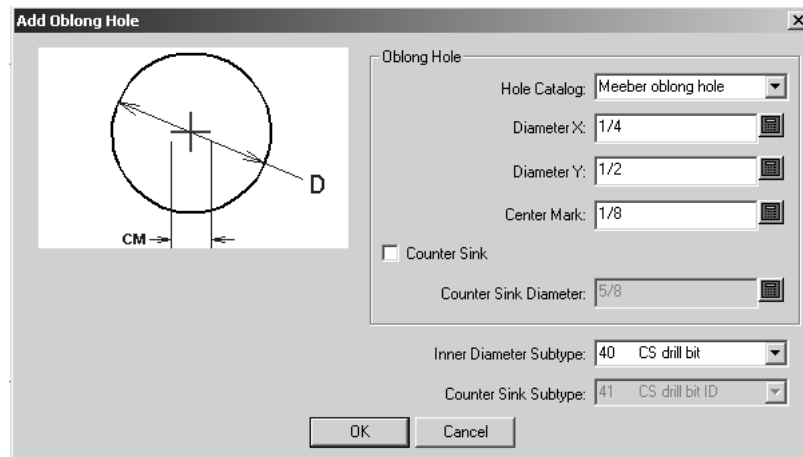 Add Oblong Hole
D
CM
Oblong Hole
Hole Catalog: Meeber oblong hole
Diameter X: 1/4
Diameter Y: 1/2
Center Mark: 1/8
Counter Sink
Counter Sink Diameter: 5/8
Inner Diameter Subtype: 40 CS drill bit
Counter Sink Subtype: 41 CS drill bit ID
OK Cancel